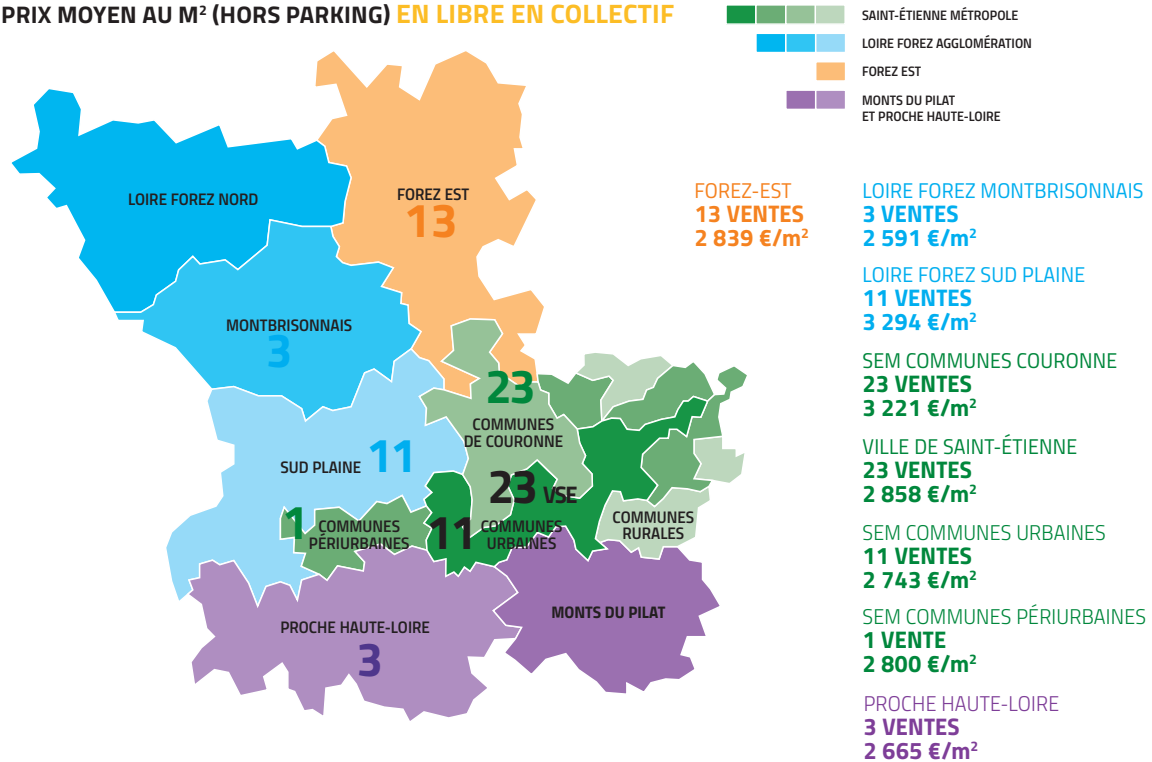 PRIX MOYEN AU M² (HORS PARKING) EN LIBRE EN COLLECTIF
SAINT-ÉTIENNE MÉTROPOLE
LOIRE FOREZ AGGLOMÉRATION
FOREZ EST
MONTS DU PILAT
ET PROCHE HAUTE-LOIRE
LOIRE FOREZ NORD
FOREZ EST
13
MONTBRISONNAIS
3
23
COMMUNES
DE COURONNE
SUD PLAINE 11
23 VSE
1 COMMUNES
PÉRIURBAINES
11 COMMUNES
URBAINES
COMMUNES
RURALES
MONTS DU PILAT
PROCHE HAUTE-LOIRE
3
FOREZ-EST
13 VENTES
2 839 €/m²
LOIRE FOREZ MONTBRISONNAIS
3 VENTES
2 591 €/m²
LOIRE FOREZ SUD PLAINE
11 VENTES
3 294 €/m²
SEM COMMUNES COURONNE
23 VENTES
3 221 €/m²
VILLE DE SAINT-ÉTIENNE
23 VENTES
2 858 €/m²
SEM COMMUNES URBAINES
11 VENTES
2 743 €/m²
SEM COMMUNES PÉRIURBAINES
1 VENTE
2 800 €/m²
PROCHE HAUTE-LOIRE
3 VENTES
2 665 €/m²